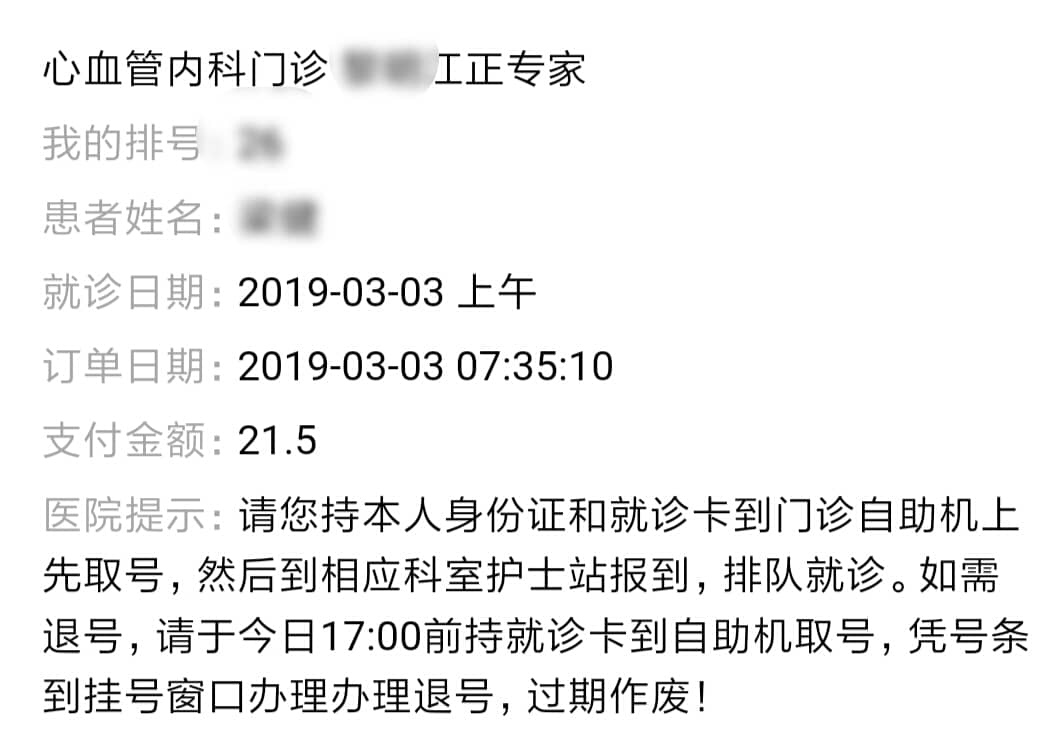 心血管内科门诊 江正专家
我的排号:
患者姓名:
就诊日期: 2019-03-03 上午
订单日期: 2019-03-03 07:35:10
支付金额: 21.5
医院提示: 请您持本人身份证和就诊卡到门诊自助机上
先取号, 然后到相应科室护士站报到, 排队就诊。如需
退号, 请于今日17:00前持就诊卡到自助机取号, 凭号条
到挂号窗口办理办理退号, 过期作废!